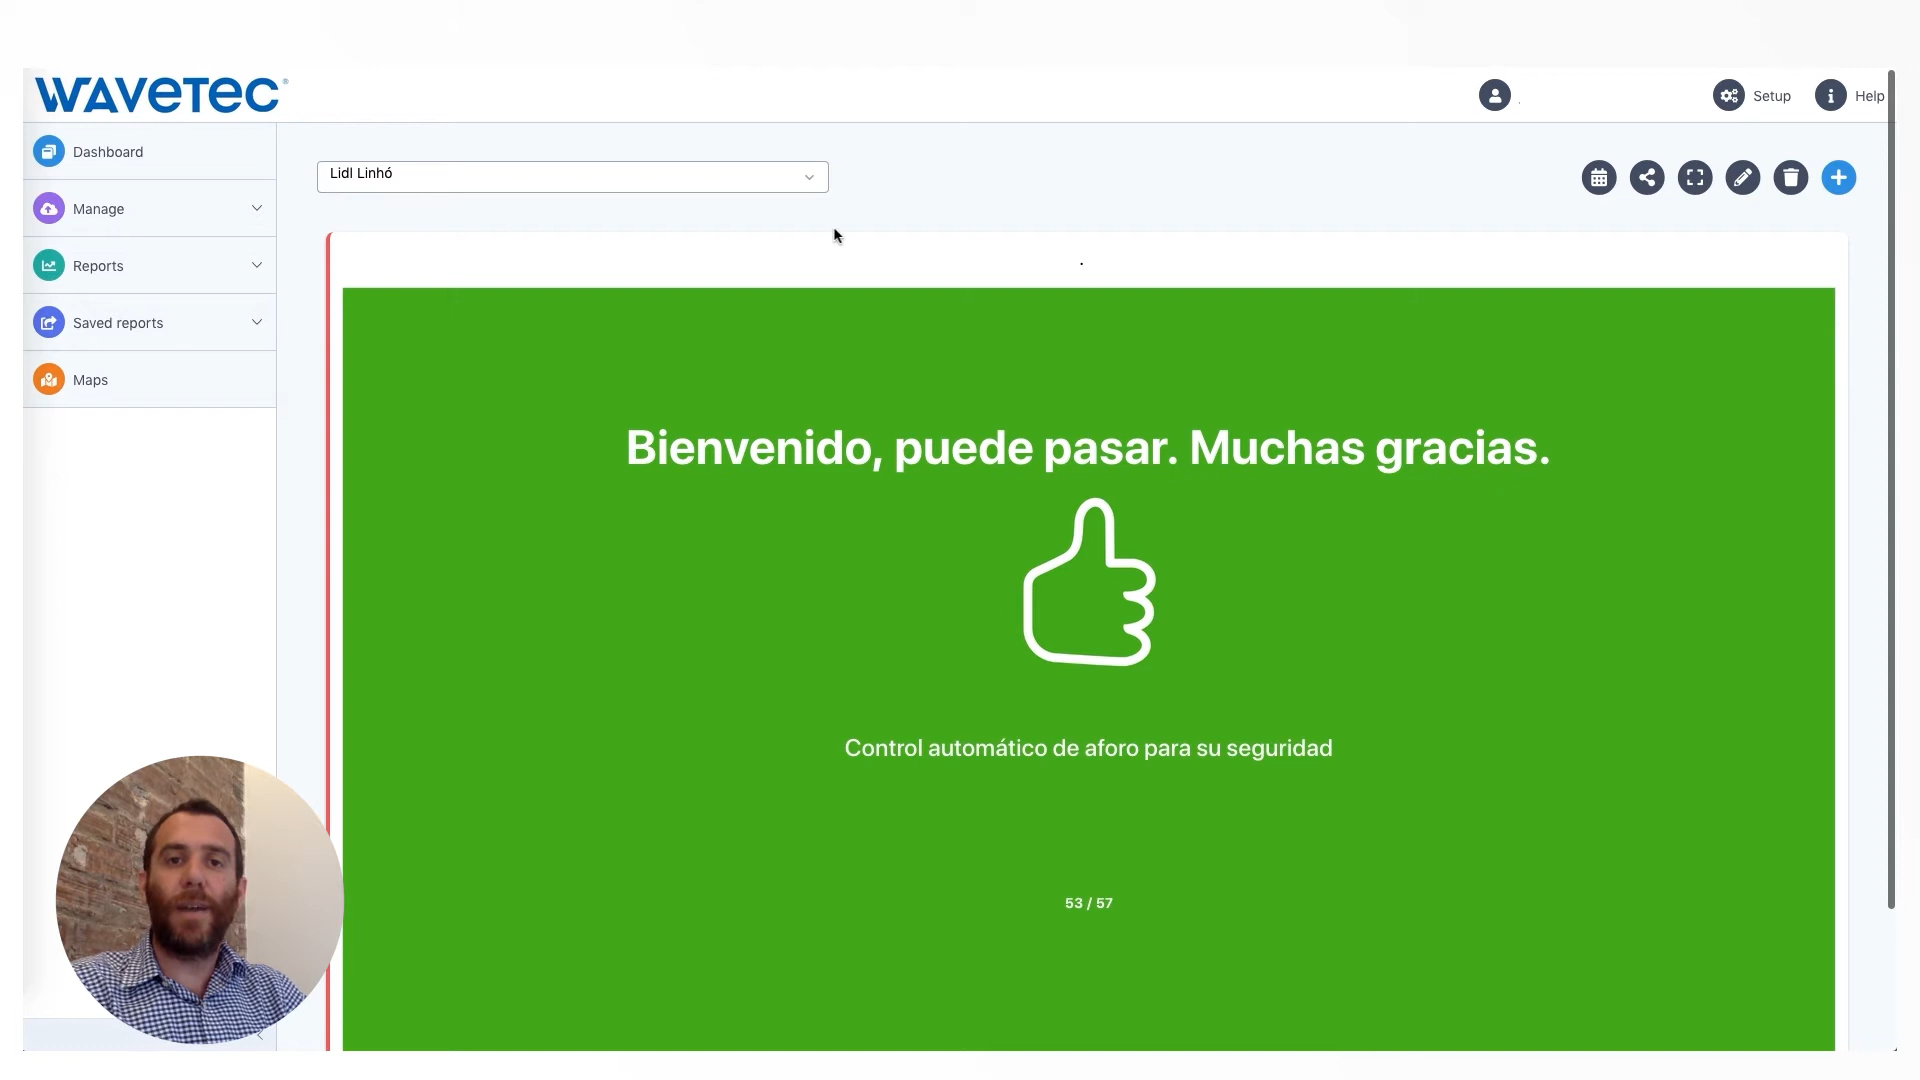 WAVETEC
Setup
Help
Dashboard
Manage
Reports
Saved reports
Maps
Lidl Linhó
Bienvenido, puede pasar. Muchas gracias.
Control automático de aforo para su seguridad
53 / 57